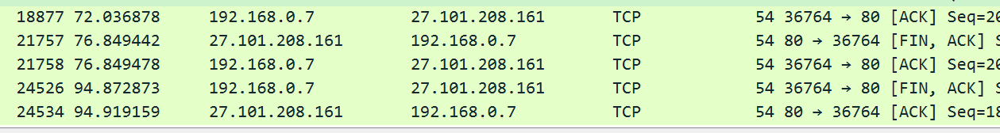 18877 72.036878 192.168.0.7 27.101.208.161 TCP 54 36764 → 80 [ACK] Seq=20
21757 76.849442 27.101.208.161 192.168.0.7 TCP 54 80 → 36764 [FIN, ACK] S
21758 76.849478 192.168.0.7 27.101.208.161 TCP 54 36764 → 80 [ACK] Seq=20
24526 94.872873 192.168.0.7 27.101.208.161 TCP 54 36764 → 80 [FIN, ACK] S
24534 94.919159 27.101.208.161 192.168.0.7 TCP 54 80 → 36764 [ACK] Seq=18